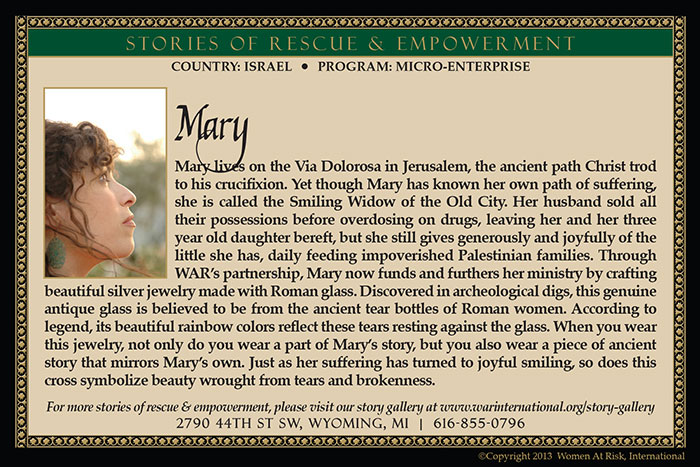 STORIES OF RESCUE & EMPOWERMENT
COUNTRY: ISRAEL • PROGRAM: MICRO-ENTERPRISE
Mary
Mary lives on the Via Dolorosa in Jerusalem, the ancient path Christ trod
to his crucifixion. Yet though Mary has known her own path of suffering,
she is called the Smiling Widow of the Old City. Her husband sold all
their possessions before overdosing on drugs, leaving her and her three
year old daughter bereft, but she still gives generously and joyfully of the
little she has, daily feeding impoverished Palestinian families. Through
WAR's partnership, Mary now funds and furthers her ministry by crafting
beautiful silver jewelry made with Roman glass. Discovered in archeological digs, this genuine
antique glass is believed to be from the ancient tear bottles of Roman women. According to
legend, its beautiful rainbow colors reflect these tears resting against the glass. When you wear
this jewelry, not only do you wear a part of Mary's story, but you also wear a piece of ancient
story that mirrors Mary's own. Just as her suffering has turned to joyful smiling, so does this
cross symbolize beauty wrought from tears and brokenness.
For more stories of rescue & empowerment, please visit our story gallery at www.warinternational.org/story-gallery
2790 44TH ST SW, WYOMING, MI | 616-855-0796
©Copyright 2013 Women At Risk, International